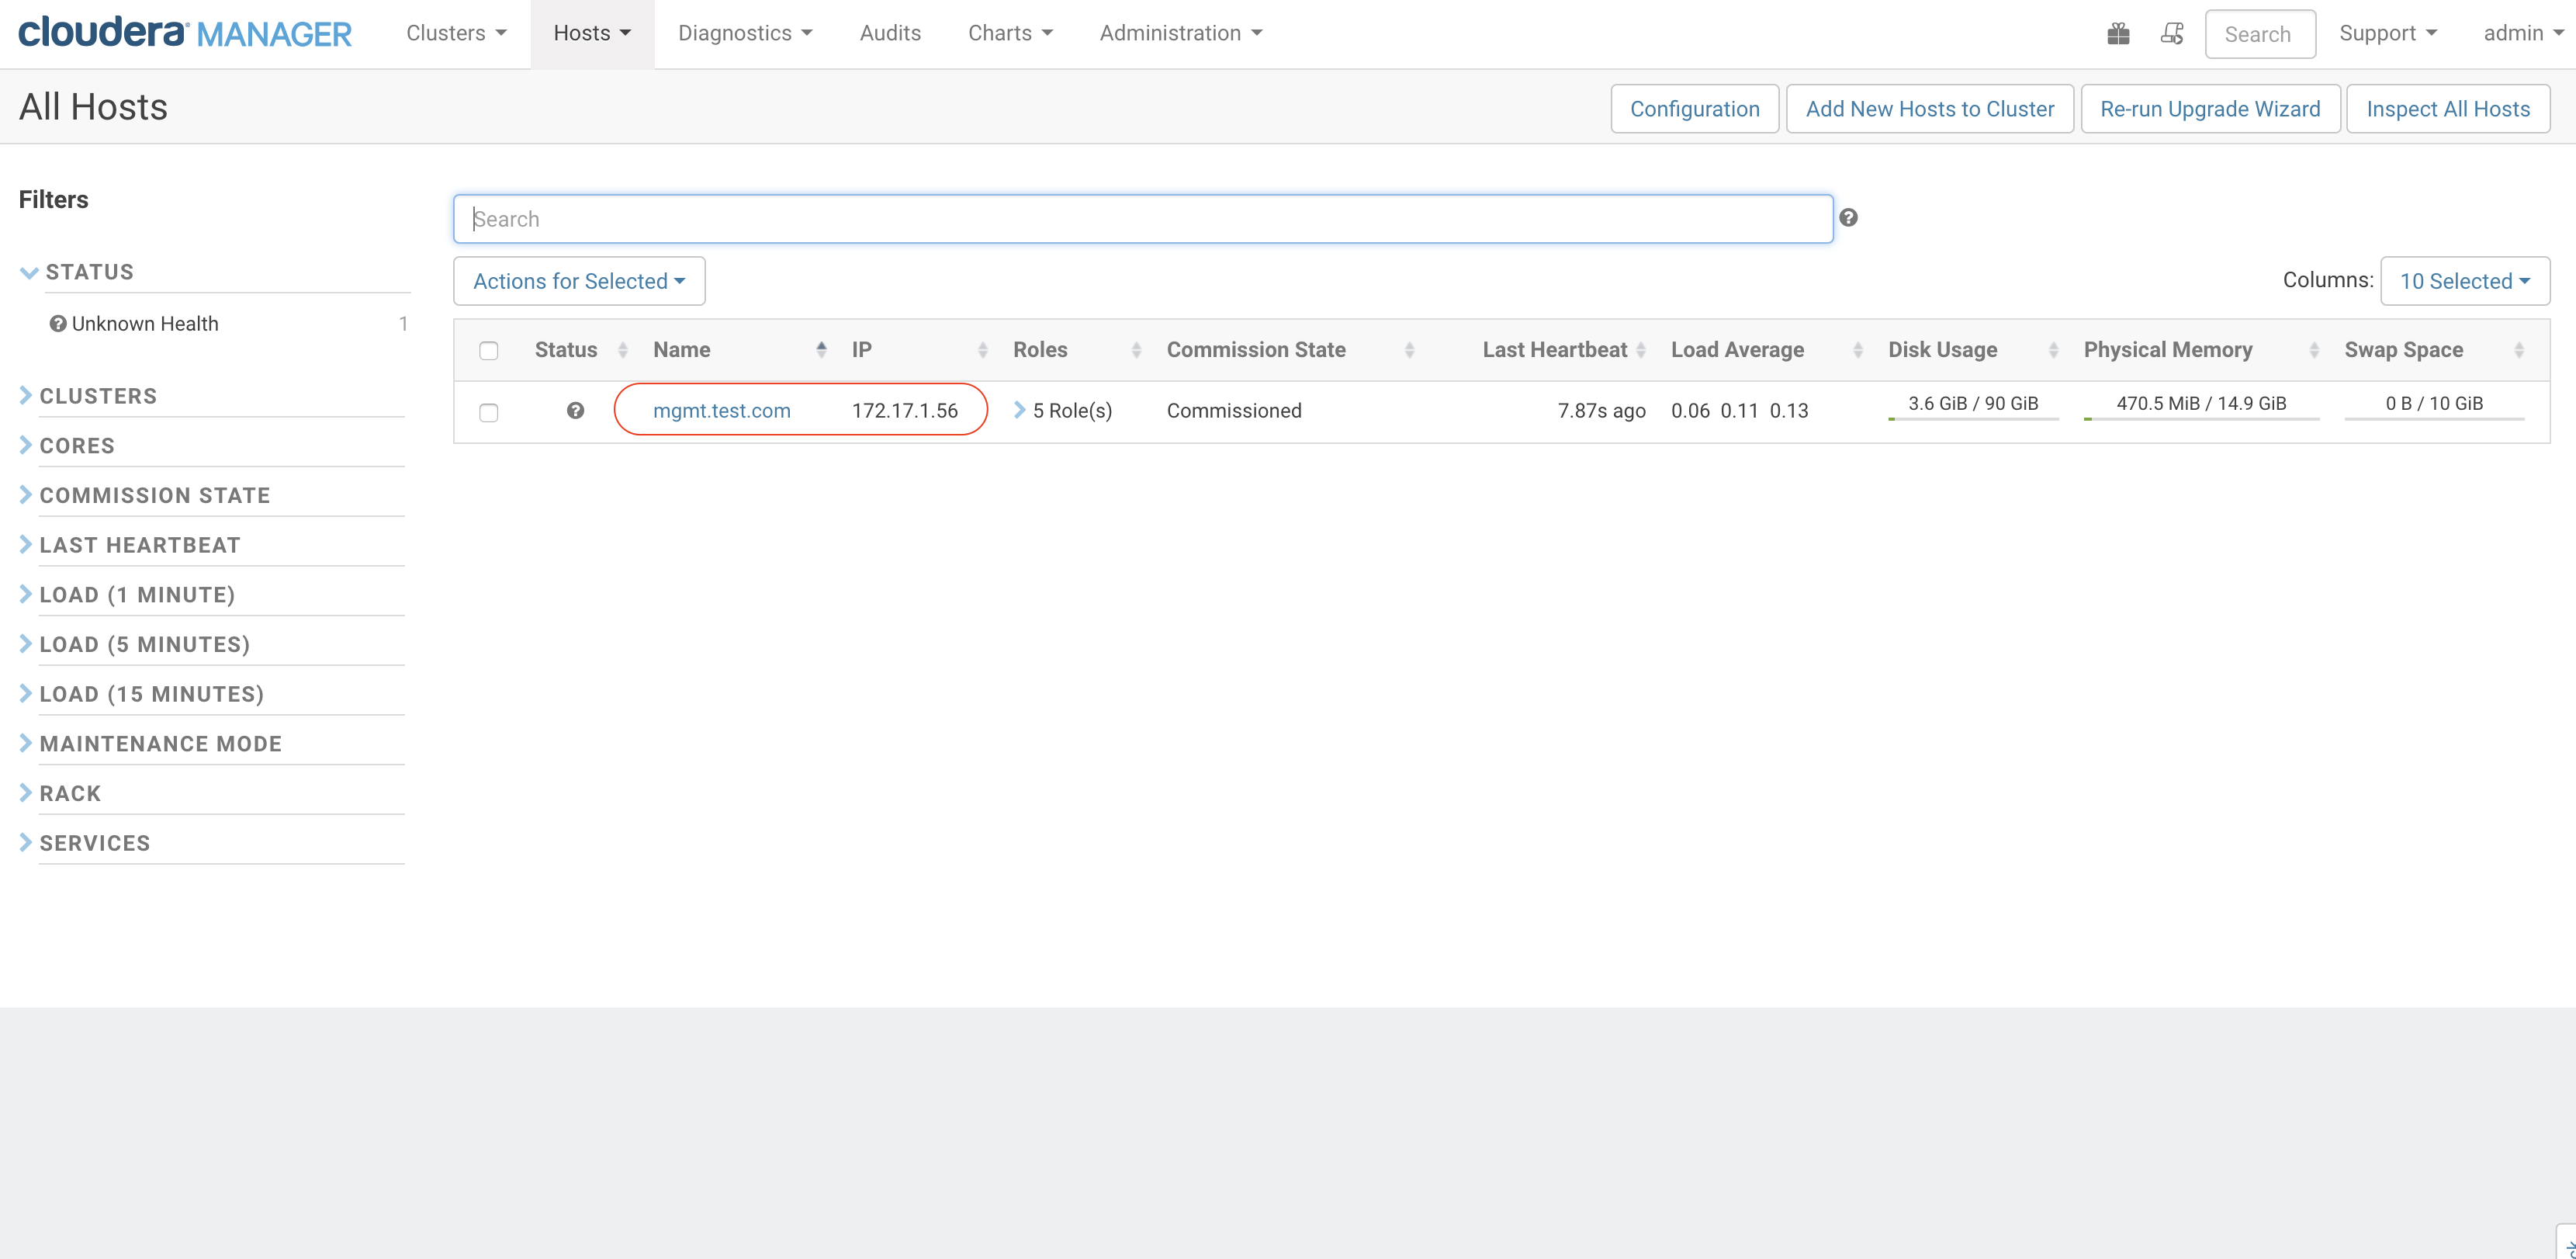 cloudera MANAGER Clusters Hosts Diagnostics Audits Charts Administration Search Support admin
All Hosts Configuration Add New Hosts to Cluster Re-run Upgrade Wizard Inspect All Hosts
Filters
Search
STATUS
Unknown Health 1
CLUSTERS
CORES
COMMISSION STATE
LAST HEARTBEAT
LOAD (1 MINUTE)
LOAD (5 MINUTES)
LOAD (15 MINUTES)
MAINTENANCE MODE
RACK
SERVICES
Actions for Selected Columns: 10 Selected
Status Name IP Roles Commission State Last Heartbeat Load Average Disk Usage Physical Memory Swap Space
mgmt.test.com 172.17.1.56 5 Role(s) Commissioned 7.87s ago 0.06 0.11 0.13 3.6 GiB / 90 GiB 470.5 MiB / 14.9 GiB 0 B / 10 GiB